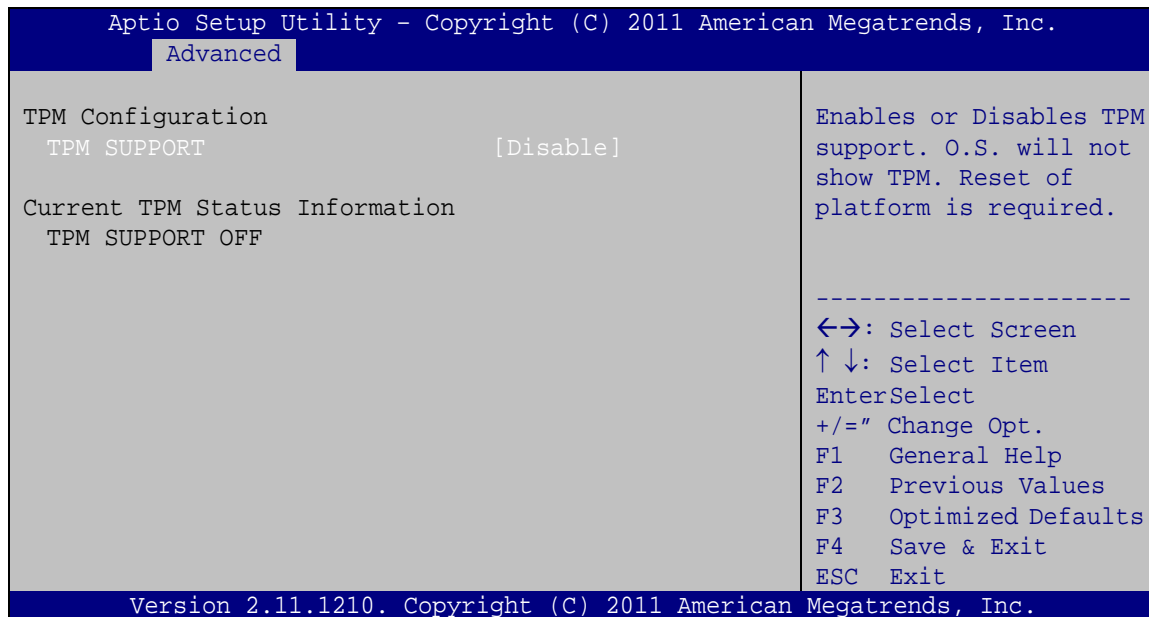 Aptio Setup Utility – Copyright (C) 2011 American Megatrends, Inc.
Advanced
TPM Configuration
TPM SUPPORT [Disable]
Current TPM Status Information
TPM SUPPORT OFF
Enables or Disables TPM
support. O.S. will not
show TPM. Reset of
platform is required.
----------------------
←→: Select Screen
↑ ↓: Select Item
EnterSelect
+/=" Change Opt.
F1 General Help
F2 Previous Values
F3 Optimized Defaults
F4 Save & Exit
ESC Exit
Version 2.11.1210. Copyright (C) 2011 American Megatrends, Inc.